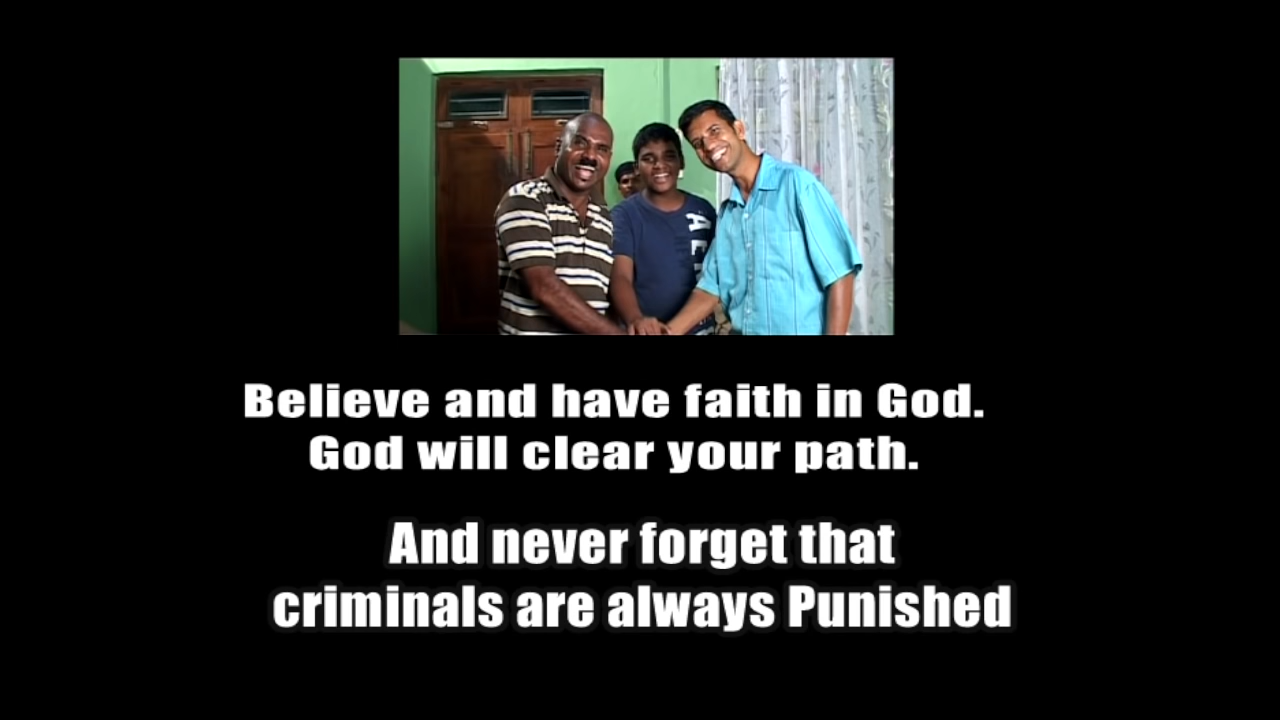 Believe and have faith in God.
God will clear your path.
And never forget that
criminals are always Punished